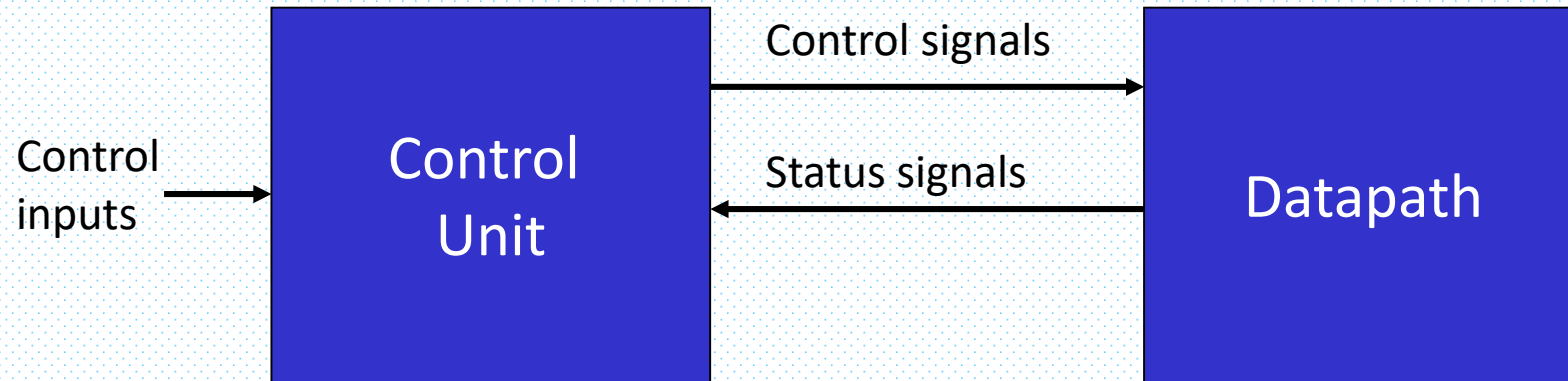 Control
inputs
Control
Unit
Control signals
Status signals
Datapath